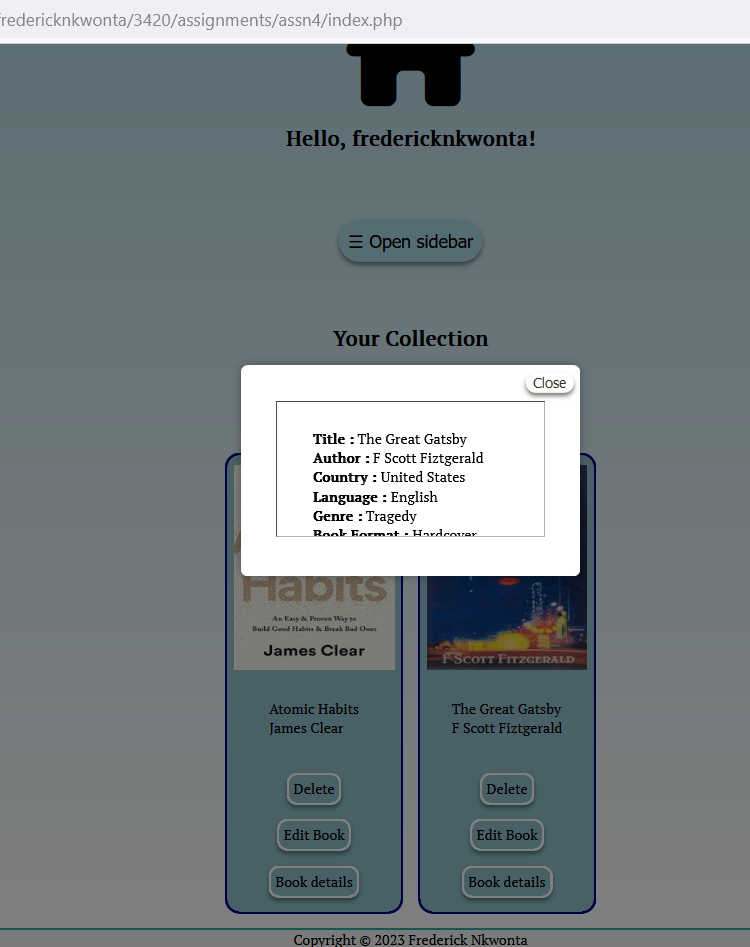 fredericknkwonta/3420/assignments/assn4/index.php
Hello, fredericknkwonta!
☰ Open sidebar
Your Collection
Close
Title : The Great Gatsby
Author : F Scott Fiztgerald
Country : United States
Language : English
Genre : Tragedy
Book Format : Hardcover
Habits
An Easy & Proven Way to
Build Good Habits & Break Bad Ones
James Clear
F·SCOTT FITZGERALD
Atomic Habits
James Clear
The Great Gatsby
F Scott Fiztgerald
Delete
Delete
Edit Book
Edit Book
Book details
Book details
Copyright © 2023 Frederick Nkwonta